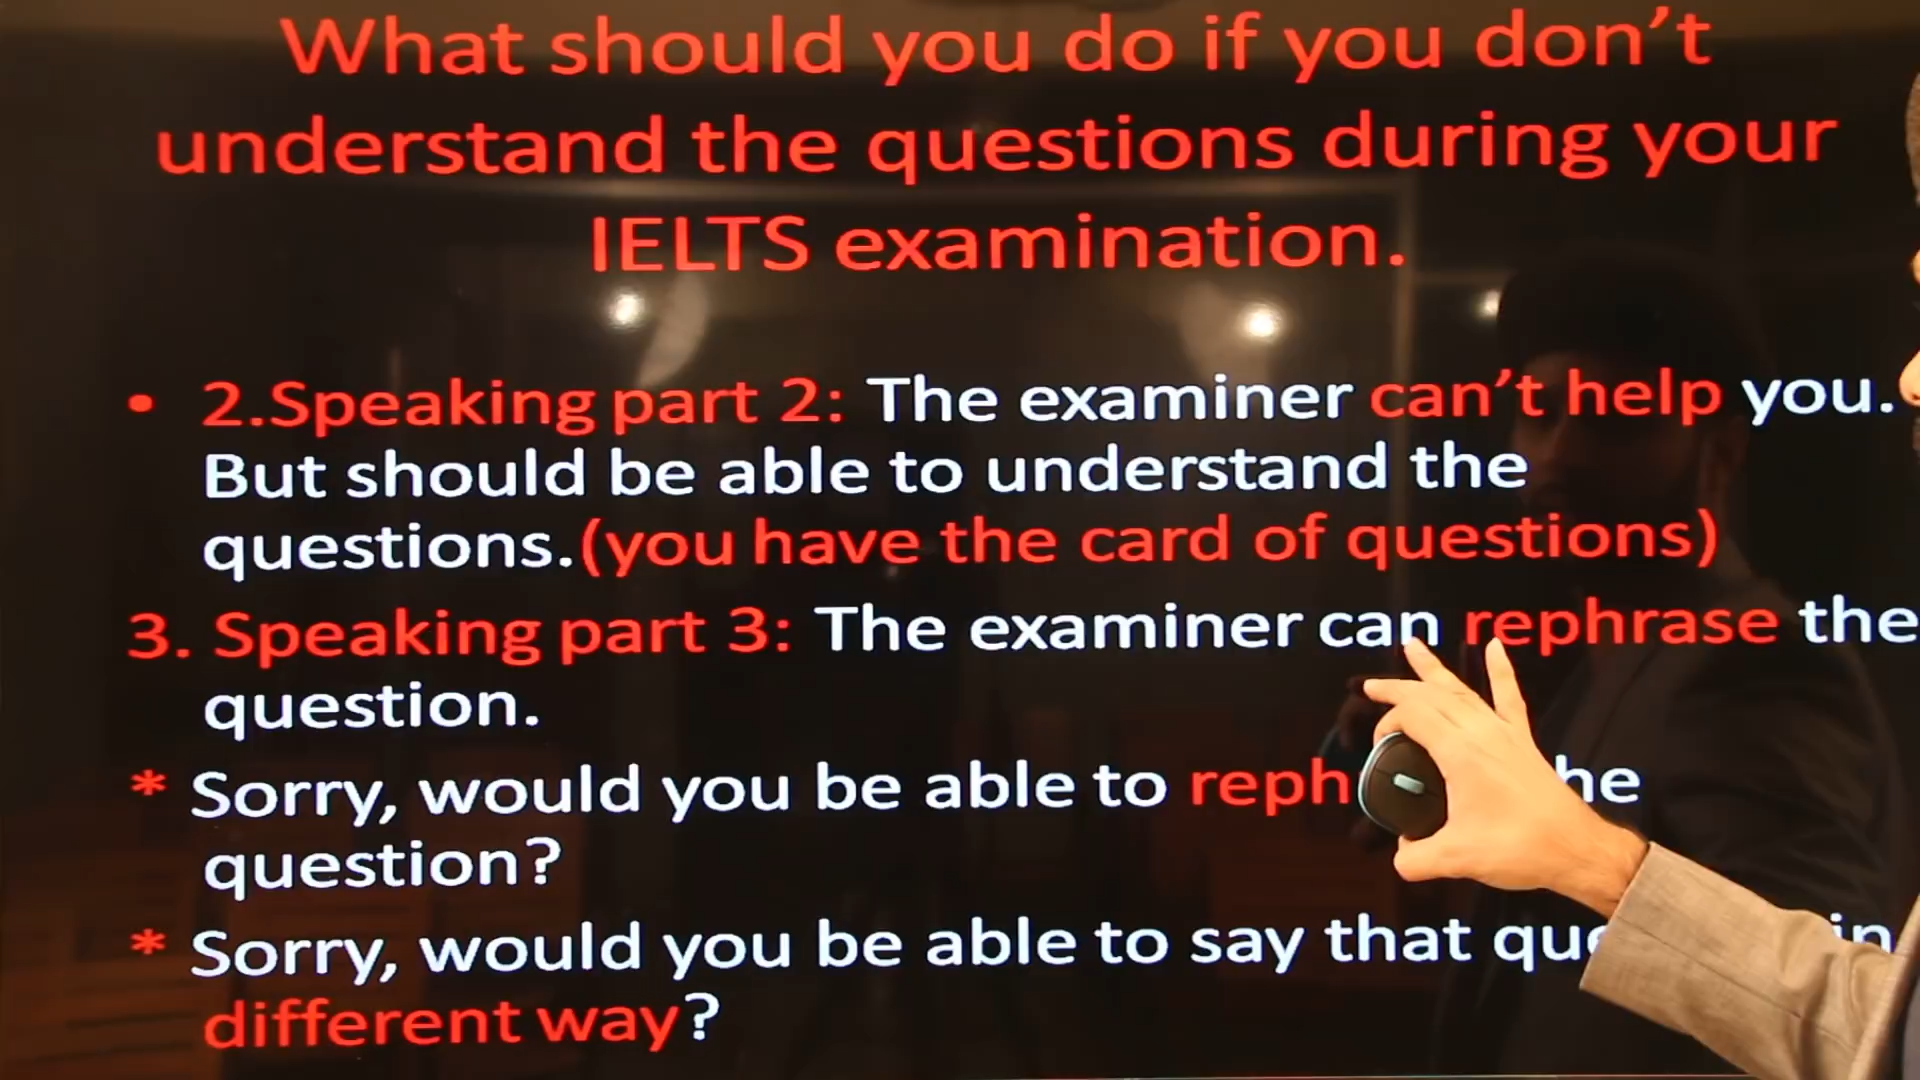 What should you do if you don't
understand the questions during your
IELTS examination.
• 2.Speaking part 2: The examiner can't help you.
But should be able to understand the
questions.(you have the card of questions)
3. Speaking part 3: The examiner can rephrase the
question.
* Sorry, would you be able to he
question?
* Sorry, would you be able to say that in
different way?